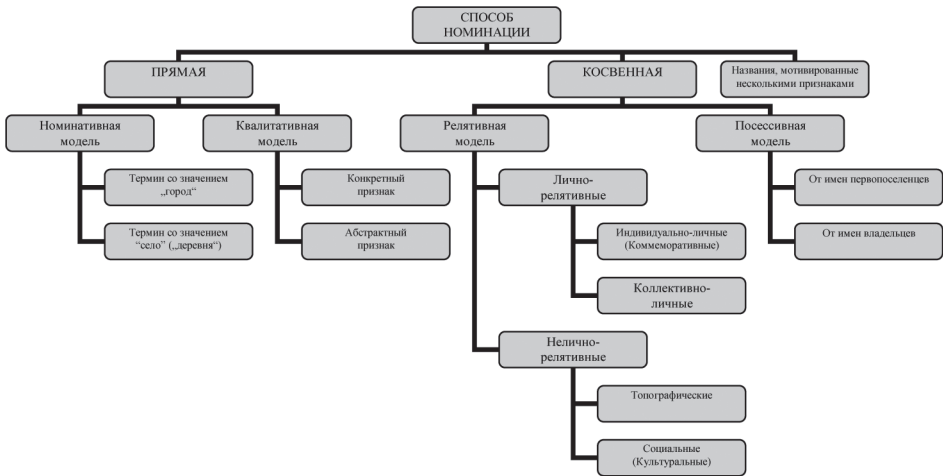 СПОСОБ
НОМИНАЦИИ
ПРЯМАЯ
КОСВЕННАЯ
Названия, мотивированные
несколькими признаками
Номинативная
модель
Квалитативная
модель
Релятивная
модель
Посессивная
модель
Термин со значением
„город“
Термин со значением
“село” („деревня“)
Конкретный
признак
Абстрактный
признак
Лично-
релятивные
Индивидуально-личные
(Коммеморативные)
Коллективно-
личные
Нелично-
релятивные
Топографические
Социальные
(Культуральные)
От имен первопоселенцев
От имен владельцев